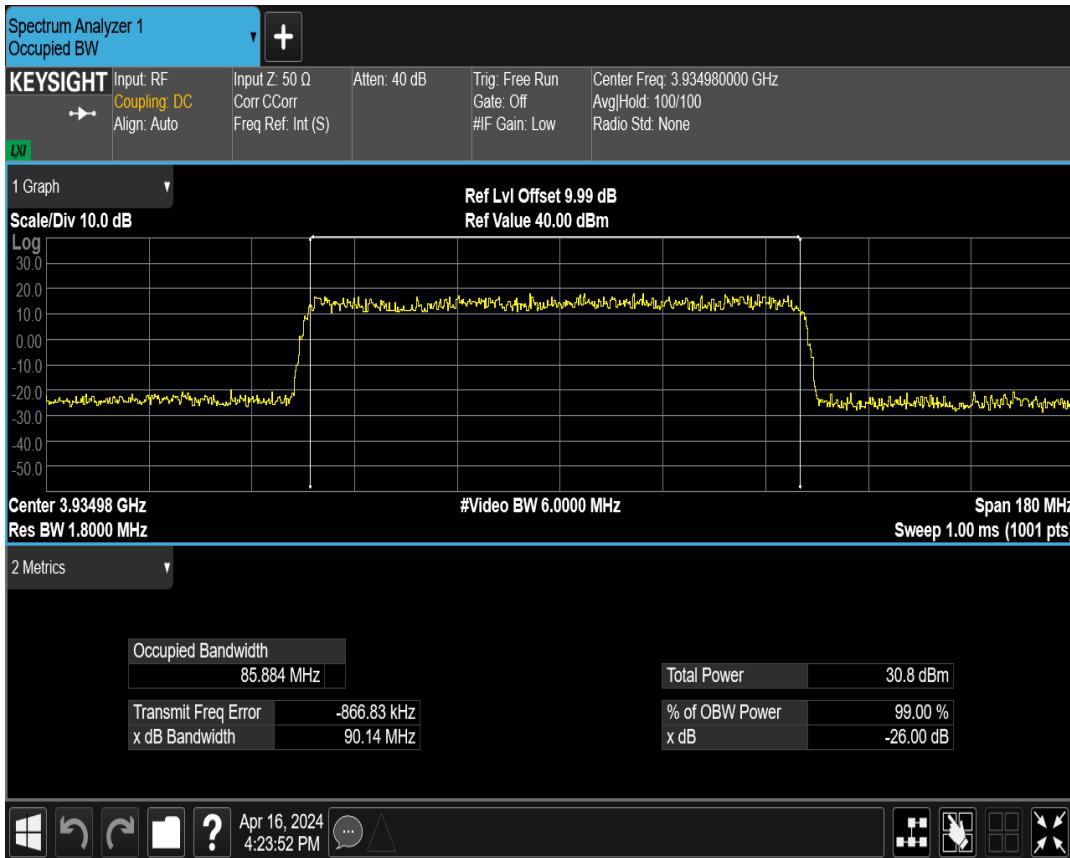 Spectrum Analyzer 1
Occupied BW
KEYSIGHT
LXI
Input: RF
Coupling: DC
Align: Auto
Input Z: 50 Ω
Corr CCorr
Freq Ref: Int (S)
Atten: 40 dB
Trig: Free Run
Gate: Off
#IF Gain: Low
Center Freq: 3.934980000 GHz
Avg|Hold: 100/100
Radio Std: None
1 Graph
Scale/Div 10.0 dB
Ref Lvl Offset 9.99 dB
Ref Value 40.00 dBm
Log
30.0
20.0
10.0
0.00
-10.0
-20.0
-30.0
-40.0
-50.0
Center 3.93498 GHz
#Video BW 6.0000 MHz
Span 180 MHz
Res BW 1.8000 MHz
Sweep 1.00 ms (1001 pts)
2 Metrics
Occupied Bandwidth
85.884 MHz
Total Power 30.8 dBm
Transmit Freq Error -866.83 kHz
% of OBW Power 99.00 %
x dB Bandwidth 90.14 MHz
x dB -26.00 dB
?
Apr 16, 2024
4:23:52 PM